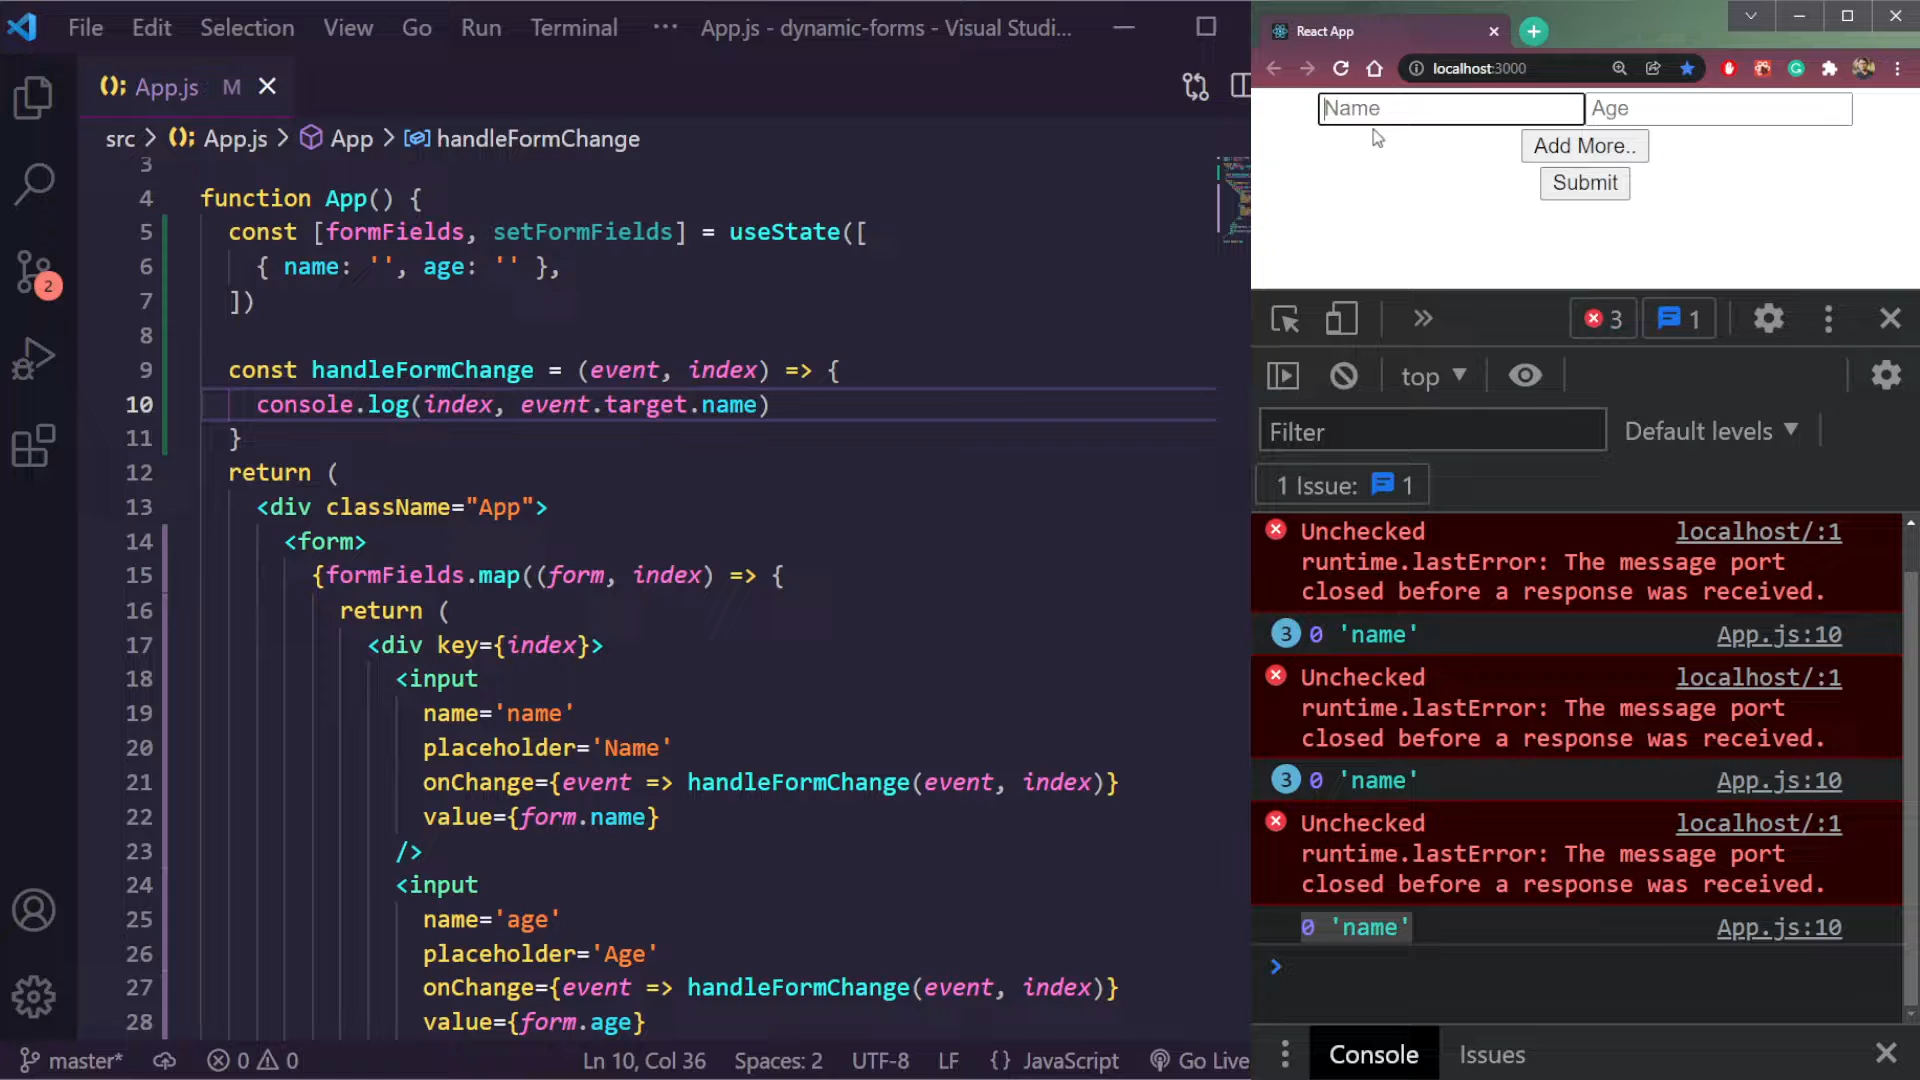 File Edit Selection View Go Run Terminal ··· App.js - dynamic-forms - Visual Studi...
App.js M
src > App.js > App > handleFormChange
3
4 function App() {
5 const [formFields, setFormFields] = useState([
6 { name: '', age: '' },
7 ])
8
9 const handleFormChange = (event, index) => {
10 console.log(index, event.target.name)
11 }
12 return (
13 <div className="App">
14 <form>
15 {formFields.map((form, index) => {
16 return (
17 <div key={index}>
18 <input
19 name='name'
20 placeholder='Name'
21 onChange={event => handleFormChange(event, index)}
22 value={form.name}
23 />
24 <input
25 name='age'
26 placeholder='Age'
27 onChange={event => handleFormChange(event, index)}
28 value={form.age}
2
master* 0 0 Ln 10, Col 36 Spaces: 2 UTF-8 LF {} JavaScript Go Live
React App
localhost:3000
Name Age
Add More..
Submit
3 1
top
Filter Default levels
1 Issue: 1
Unchecked localhost/:1
runtime.lastError: The message port
closed before a response was received.
3 0 'name' App.js:10
Unchecked localhost/:1
runtime.lastError: The message port
closed before a response was received.
3 0 'name' App.js:10
Unchecked localhost/:1
runtime.lastError: The message port
closed before a response was received.
0 'name' App.js:10
>
Console Issues